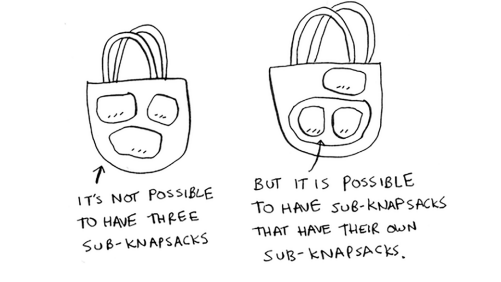 IT'S NOT POSSIBLE
TO HAVE THREE
SUB-KNAPSACKS
BUT IT IS POSSIBLE
TO HAVE SUB-KNAPSACKS
THAT HAVE THEIR OWN
SUB-KNAPSACKS.